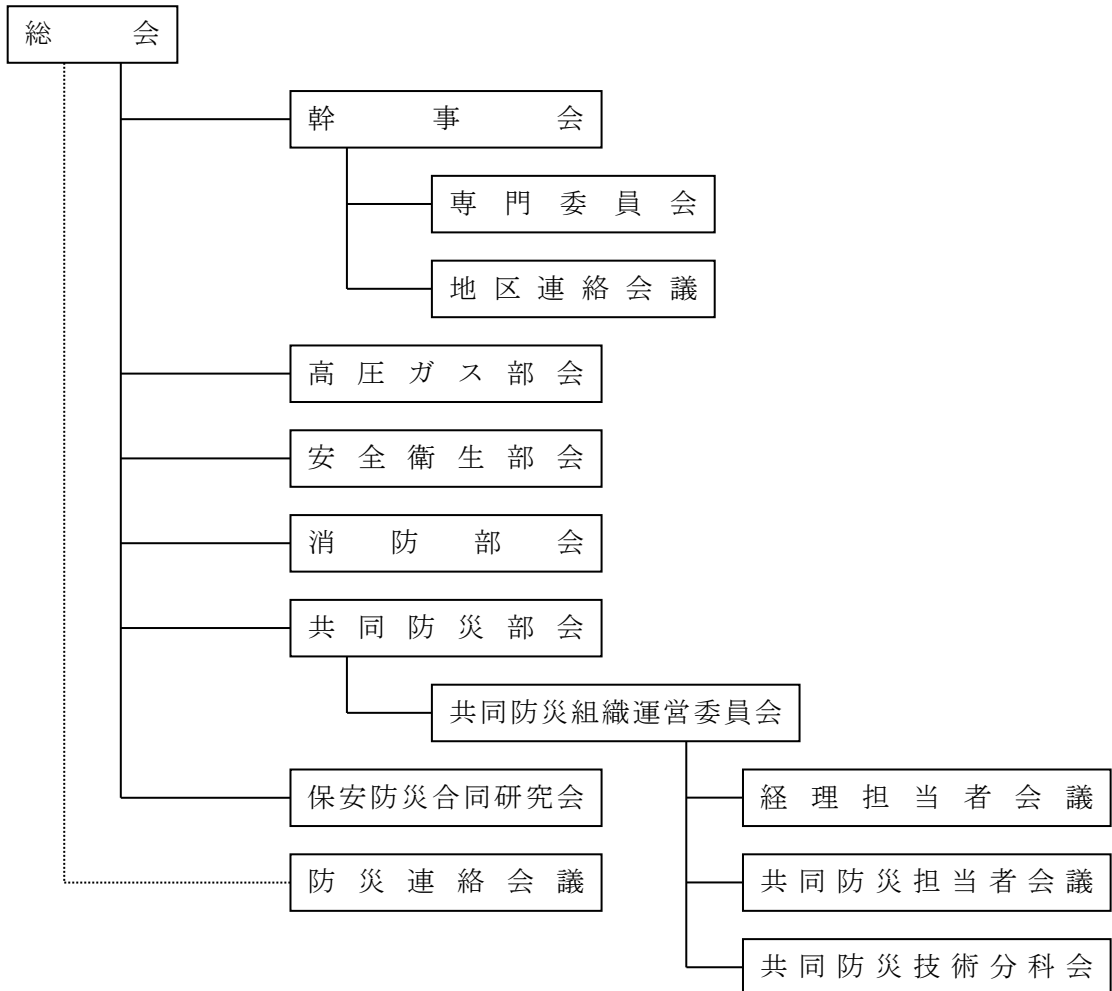 総会
幹事会
専門委員会
地区連絡会議
高圧ガス部会
安全衛生部会
消防部会
共同防災部会
共同防災組織運営委員会
保安防災合同研究会
経理担当者会議
防災連絡会議
共同防災担当者会議
共同防災技術分科会